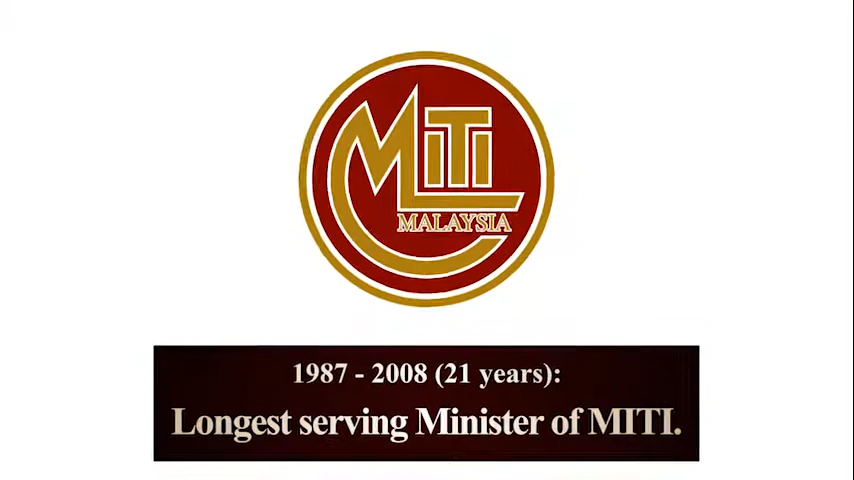 MITI
MALAYSIA
1987 - 2008 (21 years):
Longest serving Minister of MITI.